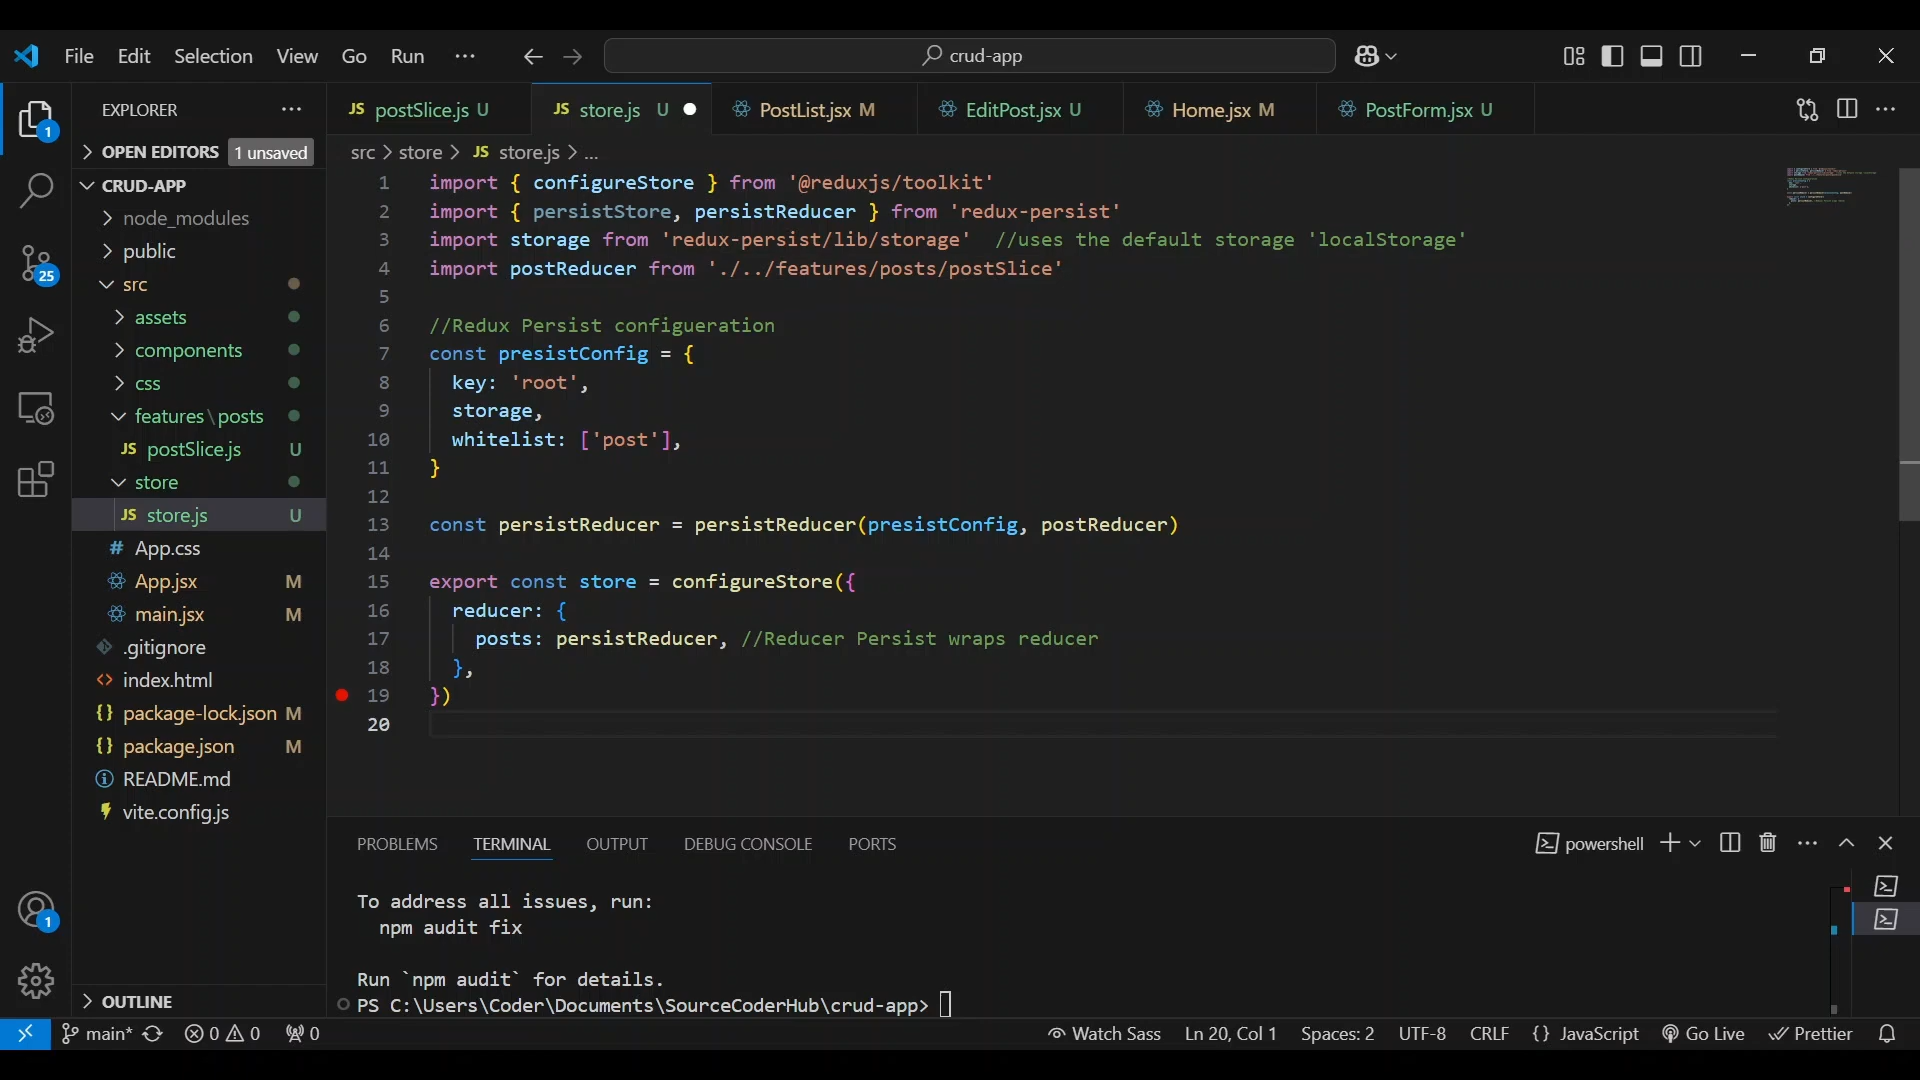 File Edit Selection View Go Run ... crud-app
EXPLORER ...
OPEN EDITORS 1 unsaved
CRUD-APP
node_modules
public
src
assets
components
css
features\posts
JS postSlice.js U
store
JS store.js U
# App.css
App.jsx M
main.jsx M
.gitignore
<> index.html
{} package-lock.json M
{} package.json M
README.md
vite.config.js
OUTLINE
1
25
1
JS postSlice.js U JS store.js U PostList.jsx M EditPost.jsx U Home.jsx M PostForm.jsx U
src > store > JS store.js > ...
1 import { configureStore } from '@reduxjs/toolkit'
2 import { persistStore, persistReducer } from 'redux-persist'
3 import storage from 'redux-persist/lib/storage' //uses the default storage 'localStorage'
4 import postReducer from './../features/posts/postSlice'
5
6 //Redux Persist configueration
7 const presistConfig = {
8 key: 'root',
9 storage,
10 whitelist: ['post'],
11 }
12
13 const persistReducer = persistReducer(presistConfig, postReducer)
14
15 export const store = configureStore({
16 reducer: {
17 posts: persistReducer, //Reducer Persist wraps reducer
18 },
19 })
20
PROBLEMS TERMINAL OUTPUT DEBUG CONSOLE PORTS powershell
To address all issues, run:
npm audit fix
Run `npm audit` for details.
PS C:\Users\Coder\Documents\SourceCoderHub\crud-app>
main* 0 0 0 Watch Sass Ln 20, Col 1 Spaces: 2 UTF-8 CRLF {} JavaScript Go Live Prettier